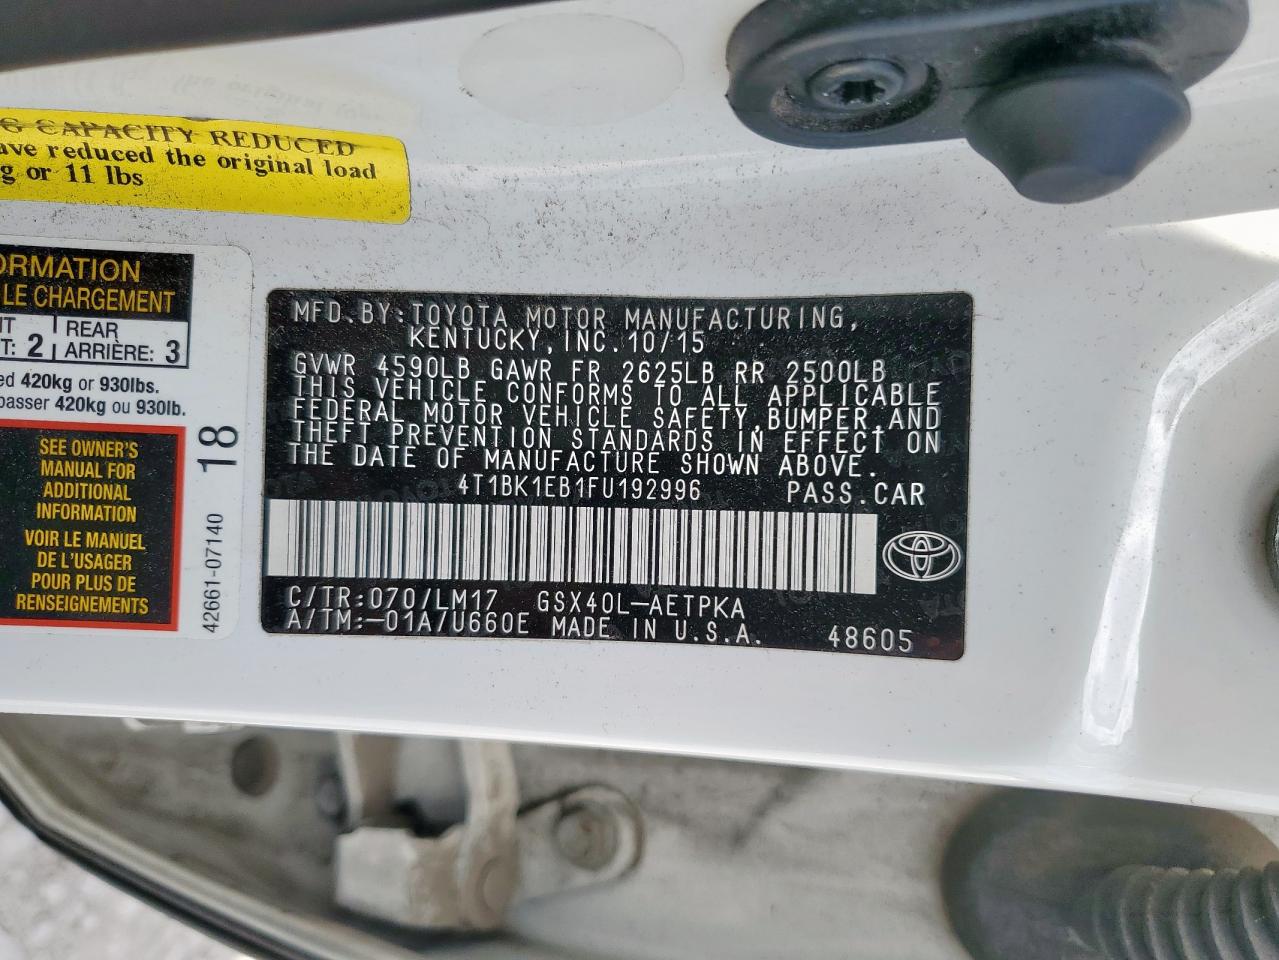 G CAPACITY REDUCED
ave reduced the original load
g or 11 lbs
ORMATION
LE CHARGEMENT
REAR
T: 2 ARRIÈRE: 3
ed 420kg or 930lbs.
passer 420kg ou 930lb.
SEE OWNER'S
MANUAL FOR
ADDITIONAL
INFORMATION
VOIR LE MANUEL
DE L'USAGER
POUR PLUS DE
RENSEIGNEMENTS
42661-07140 18
MFD.BY:TOYOTA MOTOR MANUFACTURING,
KENTUCKY,INC.10/15
GVWR 4590LB GAWR FR 2625LB RR 2500LB
THIS VEHICLE CONFORMS TO ALL APPLICABLE
FEDERAL MOTOR VEHICLE SAFETY,BUMPER,AND
THEFT PREVENTION STANDARDS IN EFFECT ON
THE DATE OF MANUFACTURE SHOWN ABOVE.
4T1BK1EB1FU192996 PASS.CAR
C/TR:070/LM17 GSX40L-AETPKA
A/TM:-01A/U660E MADE IN U.S.A. 48605